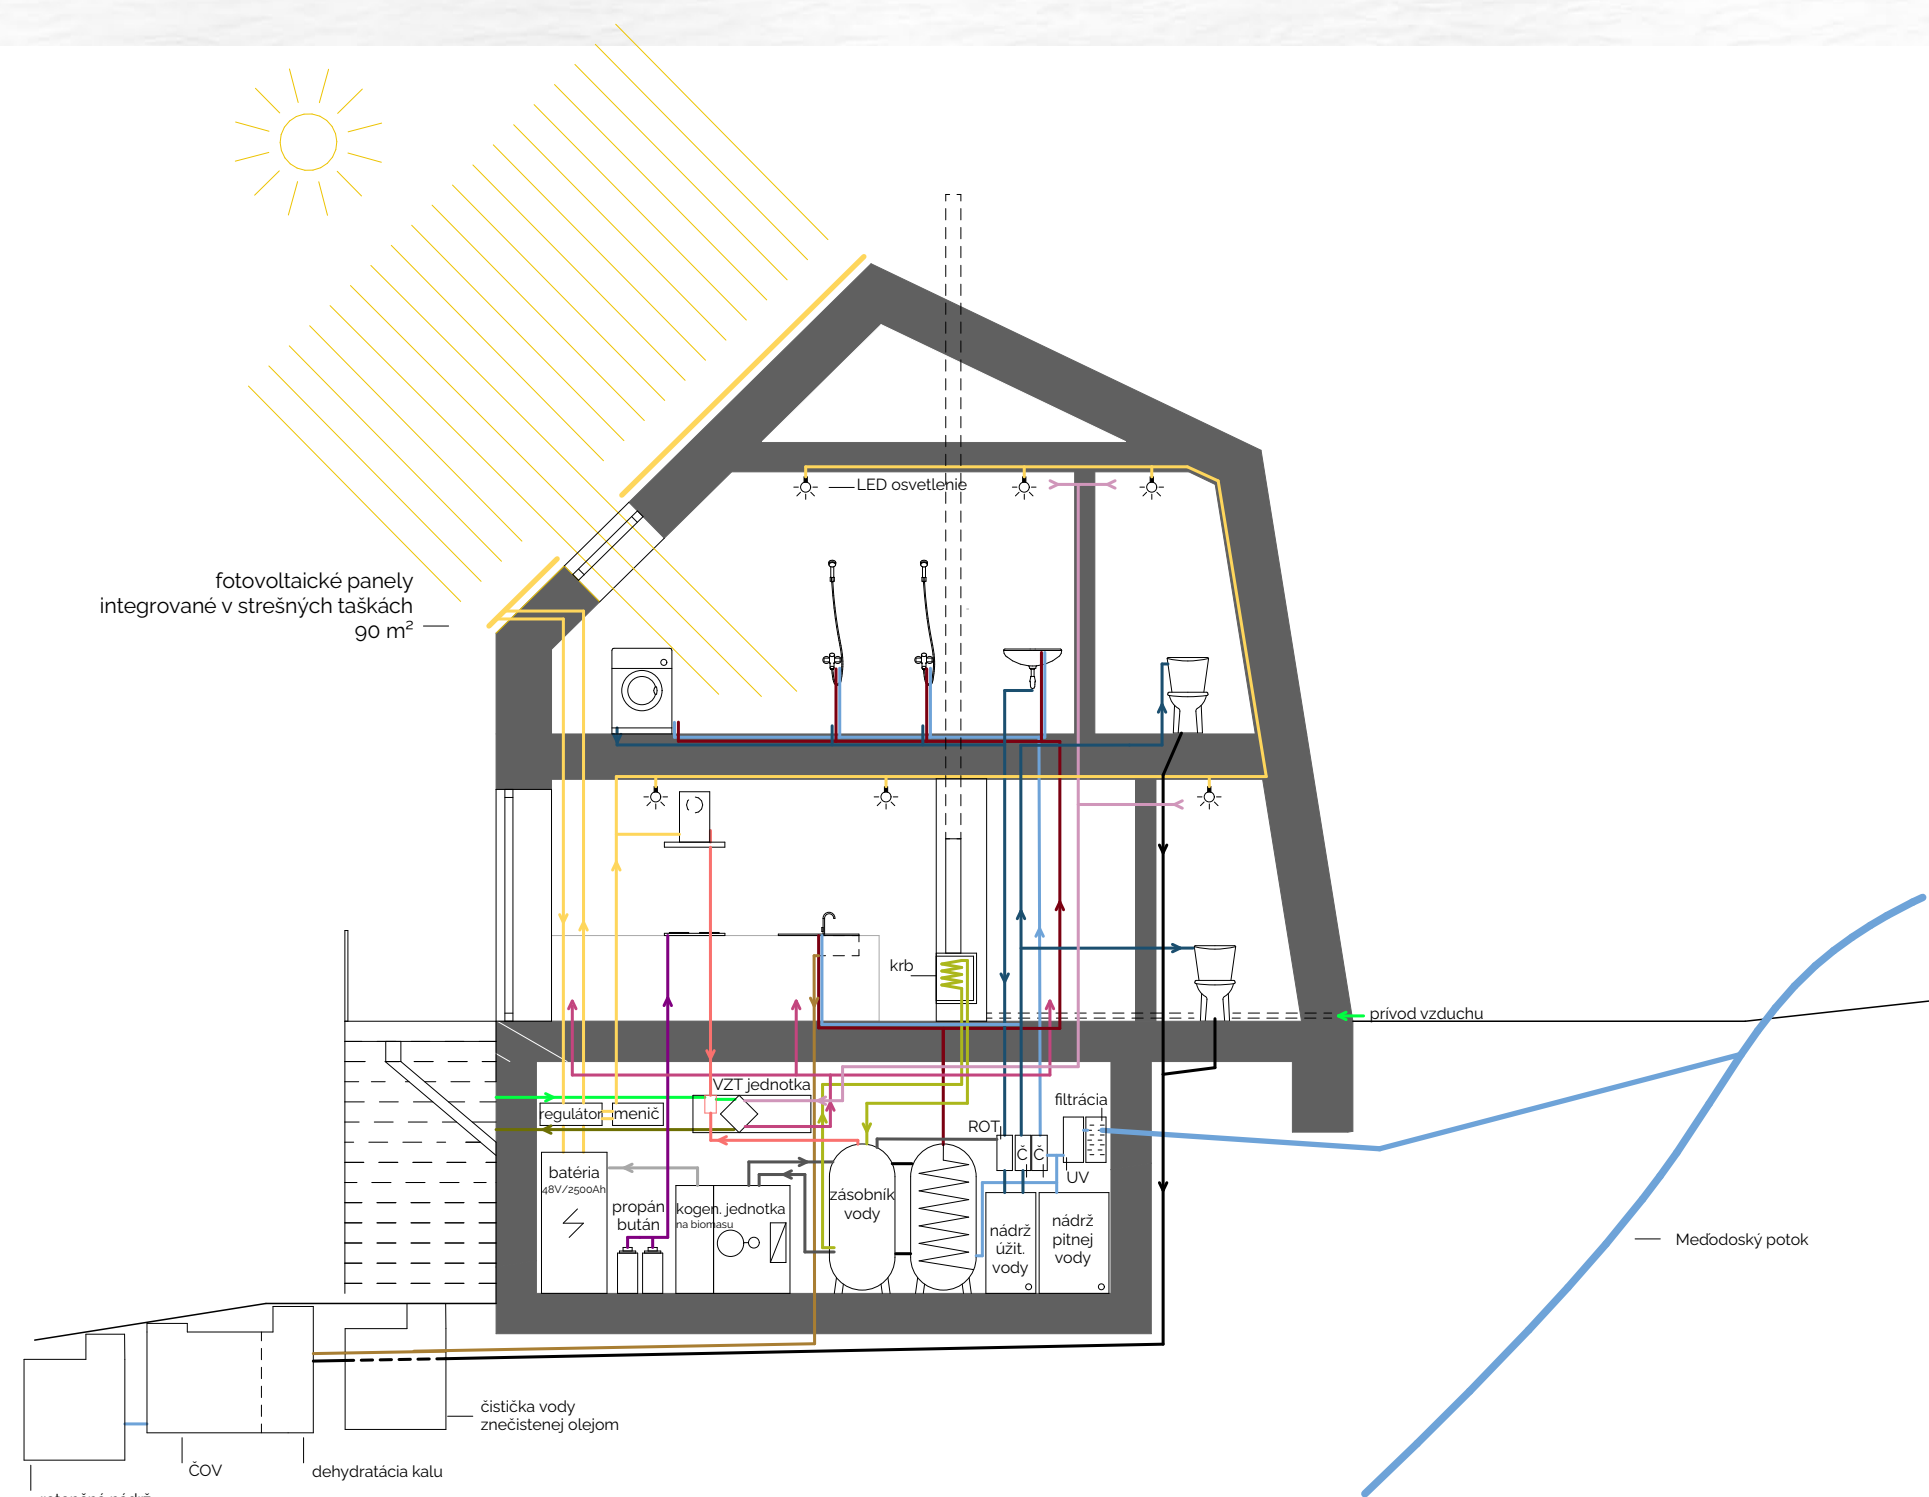 LED osvetlenie
fotovoltaické panely
integrované v strešných taškách
90 m²
krb
prívod vzduchu
VZT jednotka
regulátor
menič
filtrácia
ROT
Č
Č
UV
batéria
48V/2500Ah
propán
bután
kogen. jednotka
na biomasu
zásobník
vody
nádrž
úžit.
vody
nádrž
pitnej
vody
Meďodoský potok
čistička vody
znečistenej olejom
ČOV
dehydratácia kalu